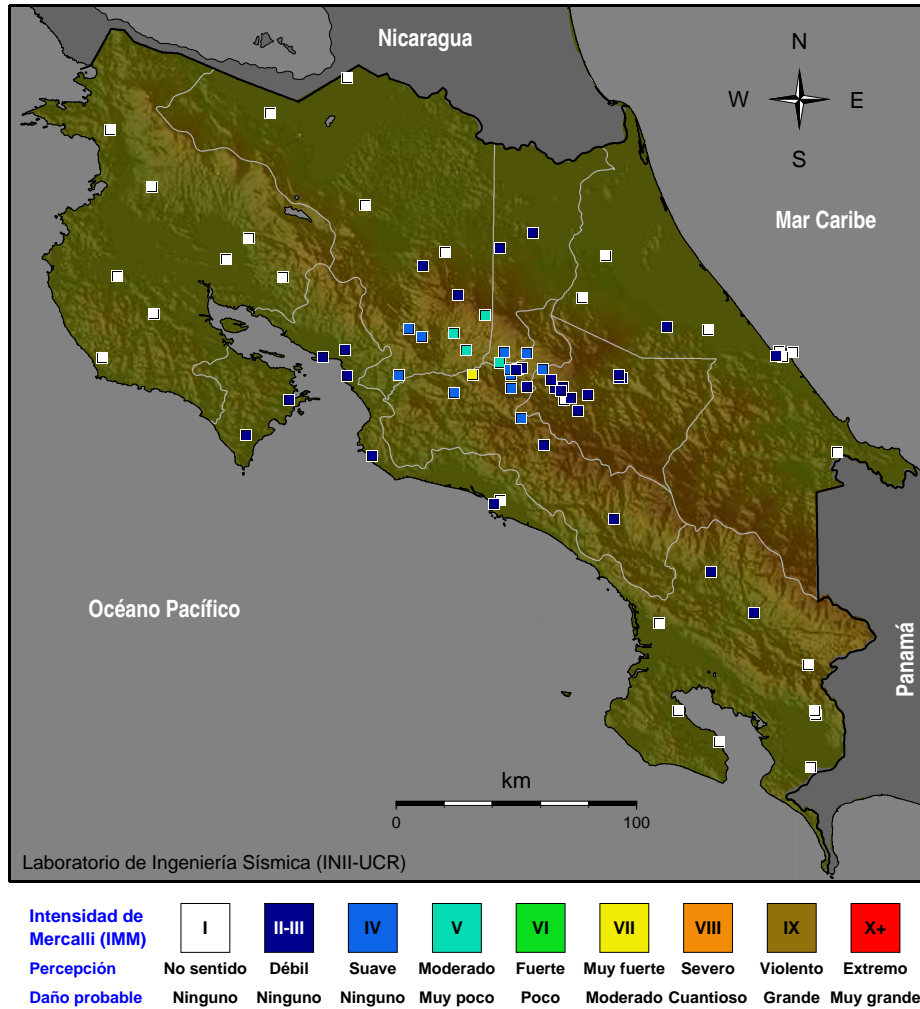 Nicaragua
N
W E
S
Mar Caribe
Océano Pacífico
Panamá
km
0 100
Laboratorio de Ingeniería Sísmica (INII-UCR)
Intensidad de
Mercalli (IMM)
I II-III IV V VI VII VIII IX X+
Percepción No sentido Débil Suave Moderado Fuerte Muy fuerte Severo Violento Extremo
Daño probable Ninguno Ninguno Ninguno Muy poco Poco Moderado Cuantioso Grande Muy grande